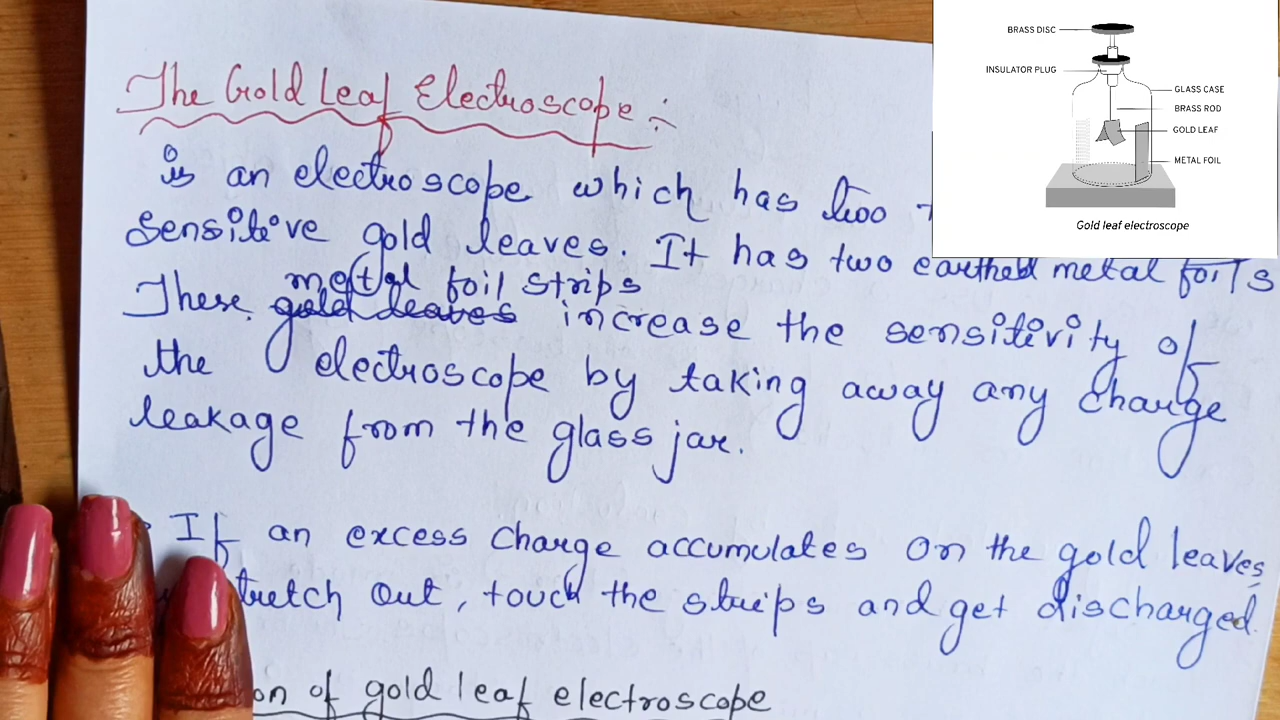 The Gold Leaf Electroscope :-
is an electroscope which has two
sensitive gold leaves. It has two earthed metal foils
metal foil strips
These gold leaves increase the sensitivity of
the electroscope by taking away any charge
leakage from the glass jar.
If an excess charge accumulates on the gold leaves,
stretch out, touch the strips and get discharged.
on of gold leaf electroscope
BRASS DISC
INSULATOR PLUG
GLASS CASE
BRASS ROD
GOLD LEAF
METAL FOIL
Gold leaf electroscope